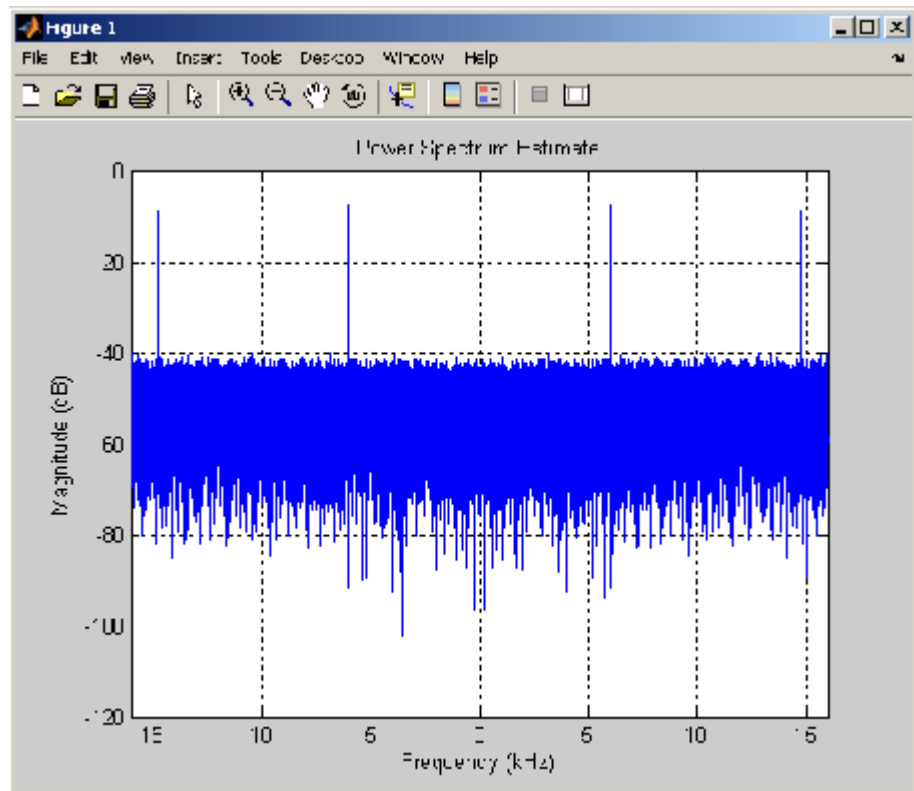 Figure 1
File Edit View Insert Tools Desktop Window Help
Power Spectrum Estimate
0
20
-40
60
-80
-100
-120
Magnitude (dB)
15 10 5 0 5 10 15
Frequency (kHz)